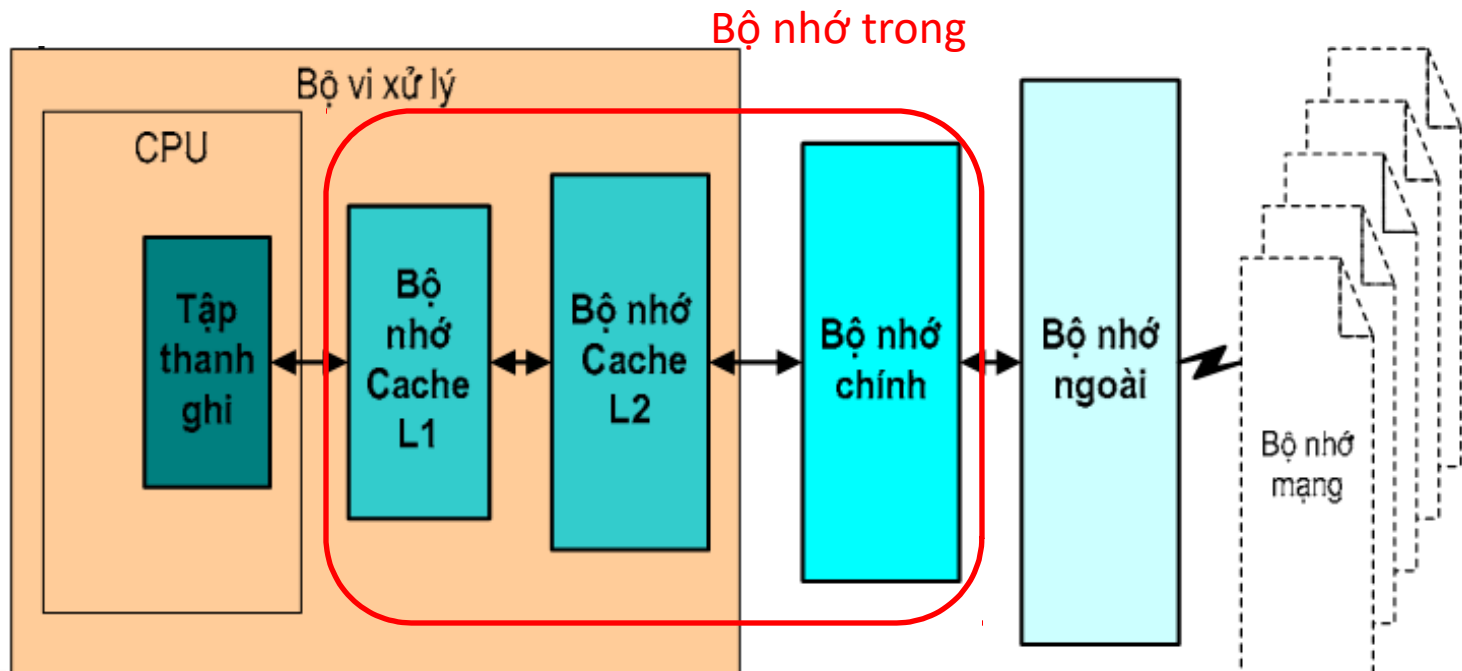 Bộ nhớ trong
Bộ vi xử lý
CPU
Tập
thanh
ghi
Bộ
nhớ
Cache
L1
Bộ nhớ
Cache
L2
Bộ nhớ
chính
Bộ nhớ
ngoài
Bộ nhớ
mạng